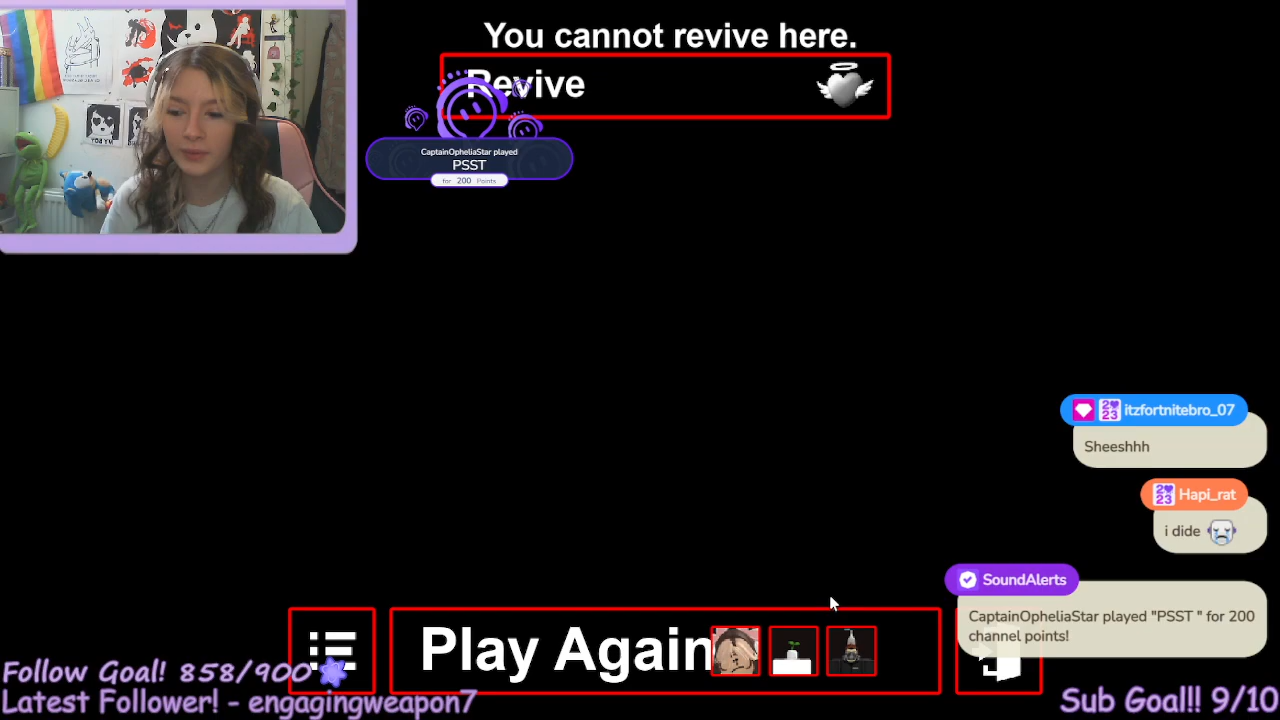 You cannot revive here.
Revive
CaptainOpheliaStar played
PSST
for 200 Points
itzfortnitebro_07
Sheeshhh
Hapi_rat
i dide
SoundAlerts
CaptainOpheliaStar played "PSST " for 200
channel points!
Play Again
Follow Goal! 858/900
Latest Follower! - engagingweapon7
Sub Goal!! 9/10